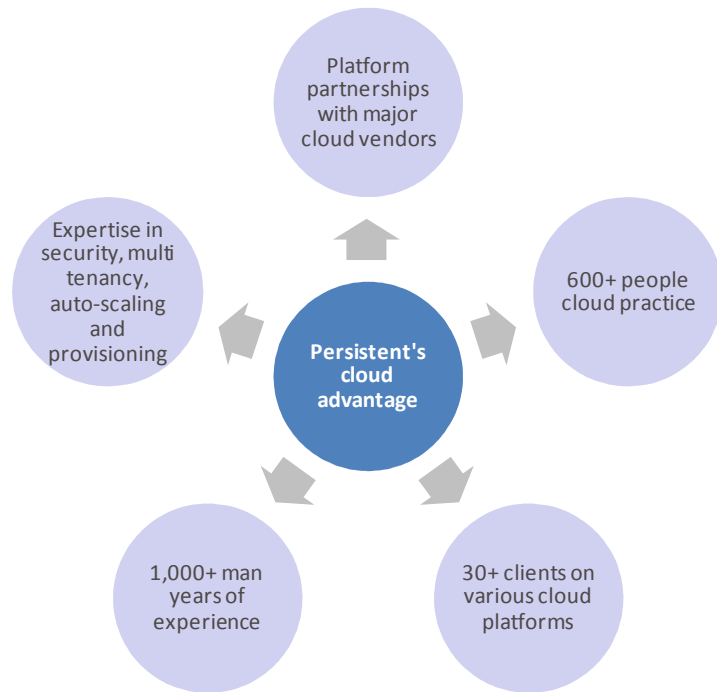 Platform
partnerships
with major
cloud vendors
Expertise in
security, multi
tenancy,
auto-scaling
and
provisioning
600+ people
cloud practice
Persistent's
cloud
advantage
1,000+ man
years of
experience
30+ clients on
various cloud
platforms